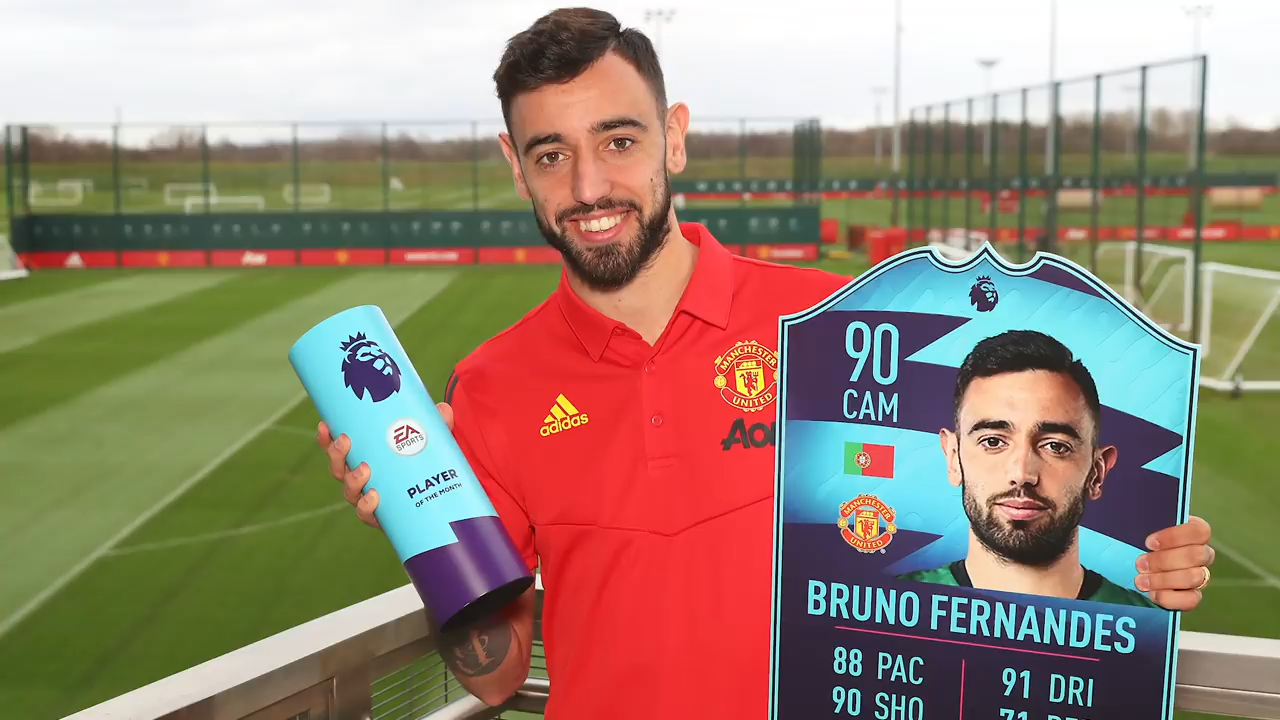 EA
SPORTS
PLAYER
OF THE MONTH
adidas
MANCHESTER
UNITED
90
CAM
MANCHESTER
UNITED
BRUNO FERNANDES
88 PAC
91 DRI
90 SHO
71